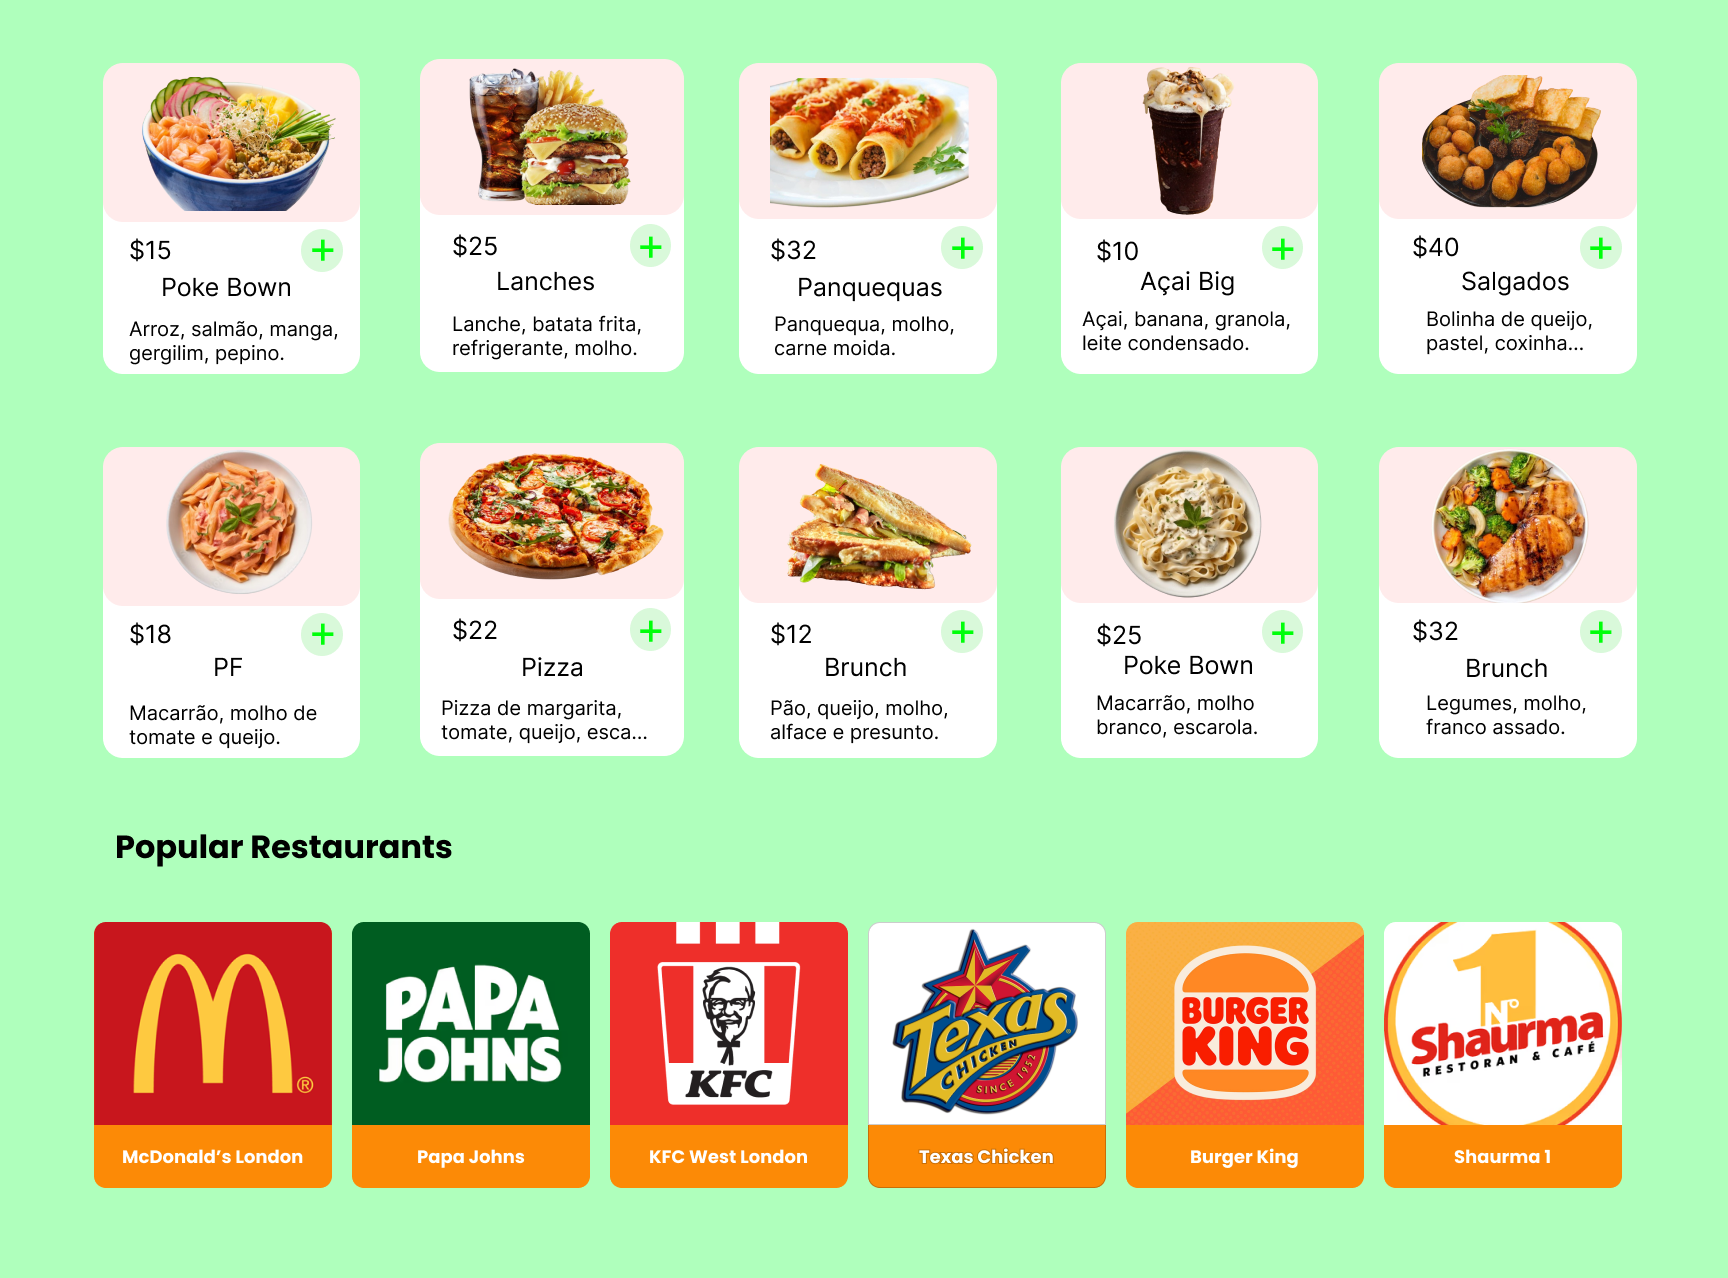 $15
Poke Bown
Arroz, salmão, manga,
gergilim, pepino.
$25
Lanches
Lanche, batata frita,
refrigerante, molho.
$32
Panquequas
Panquequa, molho,
carne moida.
$10
Açai Big
Açai, banana, granola,
leite condensado.
$40
Salgados
Bolinha de queijo,
pastel, coxinha...
$18
PF
Macarrão, molho de
tomate e queijo.
$22
Pizza
Pizza de margarita,
tomate, queijo, esca...
$12
Brunch
Pão, queijo, molho,
alface e presunto.
$25
Poke Bown
Macarrão, molho
branco, escarola.
$32
Brunch
Legumes, molho,
franco assado.
Popular Restaurants
®
McDonald’s London
PAPA
JOHNS
Papa Johns
KFC
KFC West London
Texas
CHICKEN
SINCE 1952
Texas Chicken
BURGER
KING
Burger King
1
Nº
Shaurma
RESTORAN & CAFÉ
Shaurma 1